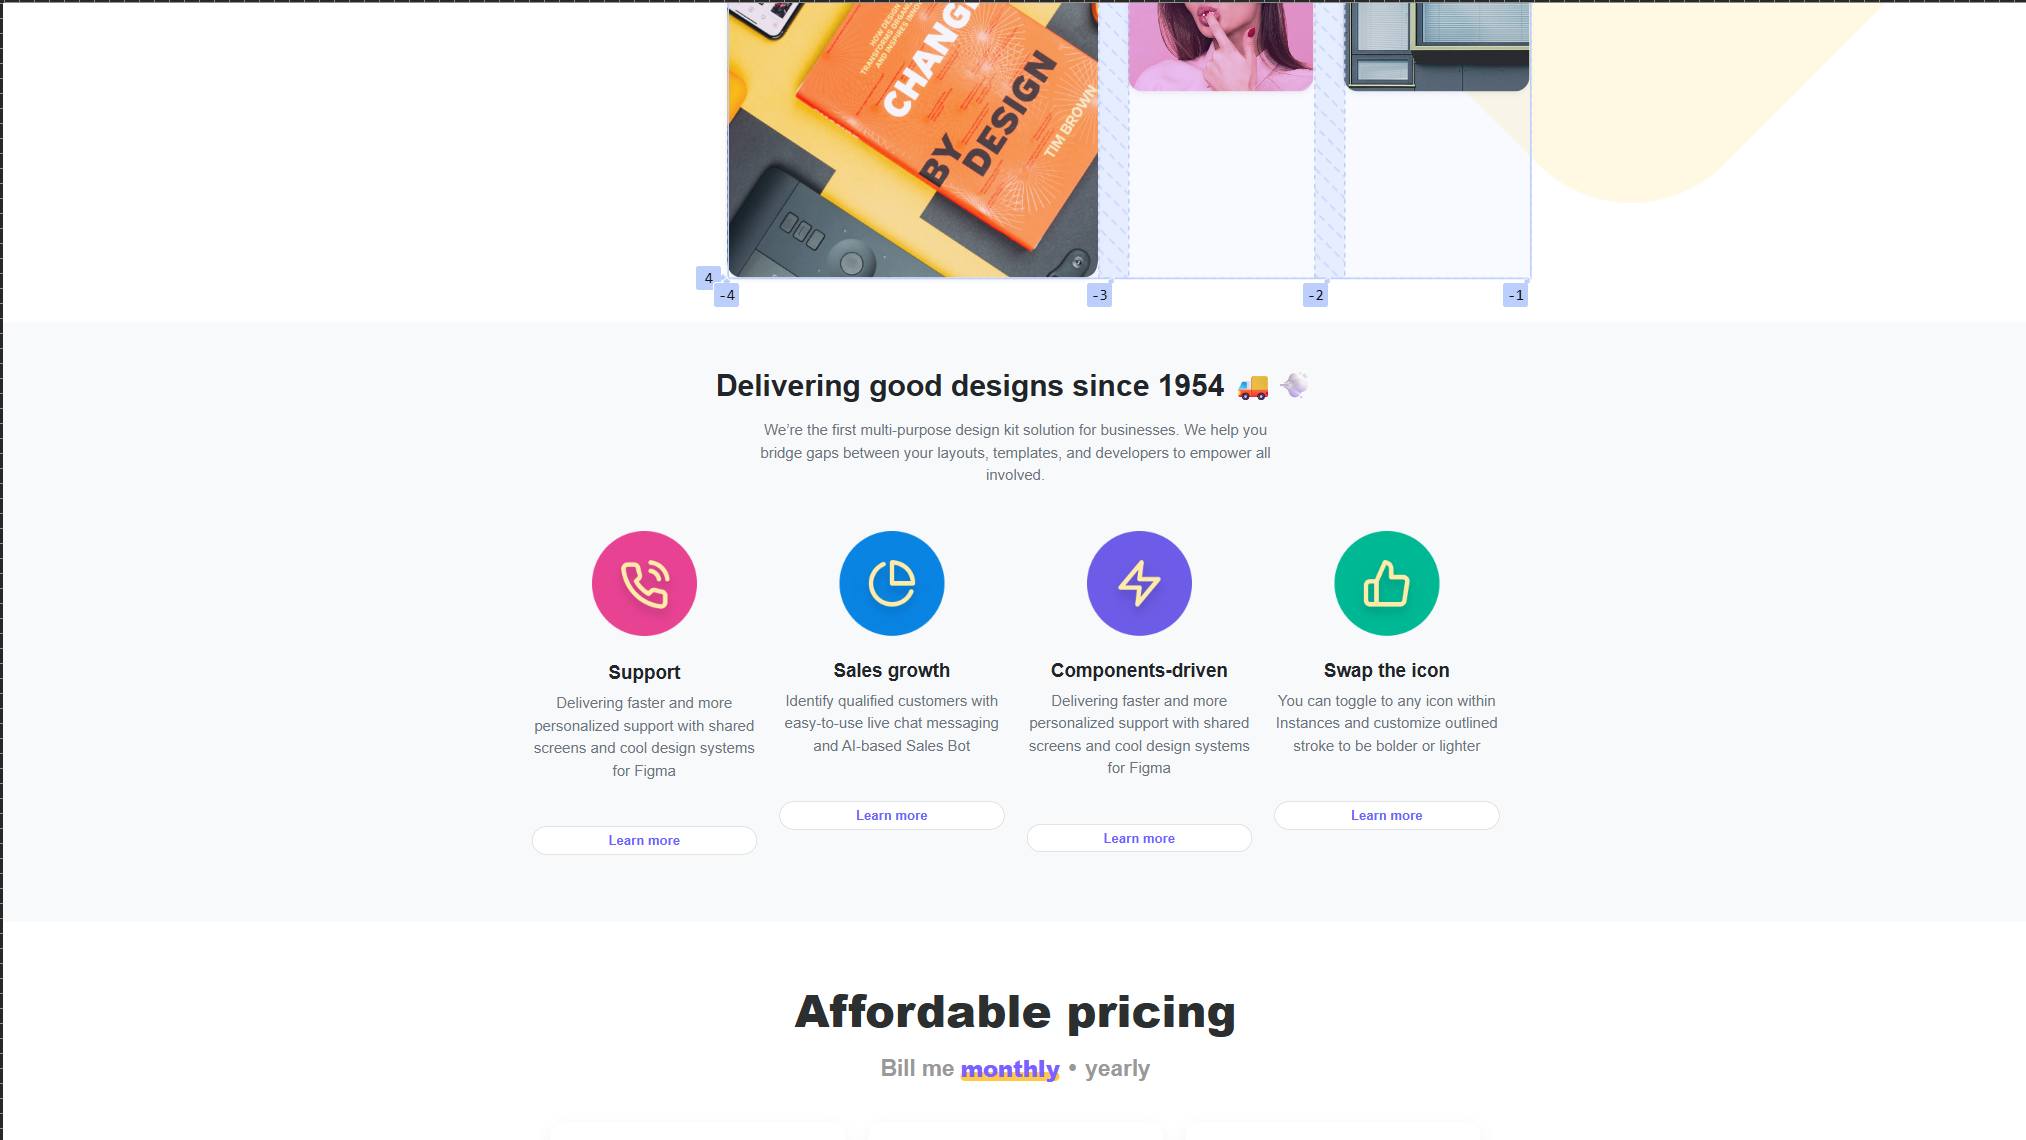 HOW DESIGN
TRANSFORMS ORGAN
AND INSPIRES INNO
CHANGE
BY
DESIGN
TIM BROWN
4
-4
-3
-2
-1
Delivering good designs since 1954 🚚 💨
We’re the first multi-purpose design kit solution for businesses. We help you
bridge gaps between your layouts, templates, and developers to empower all
involved.
Support
Delivering faster and more
personalized support with shared
screens and cool design systems
for Figma
Learn more
Sales growth
Identify qualified customers with
easy-to-use live chat messaging
and AI-based Sales Bot
Learn more
Components-driven
Delivering faster and more
personalized support with shared
screens and cool design systems
for Figma
Learn more
Swap the icon
You can toggle to any icon within
Instances and customize outlined
stroke to be bolder or lighter
Learn more
Affordable pricing
Bill me monthly • yearly